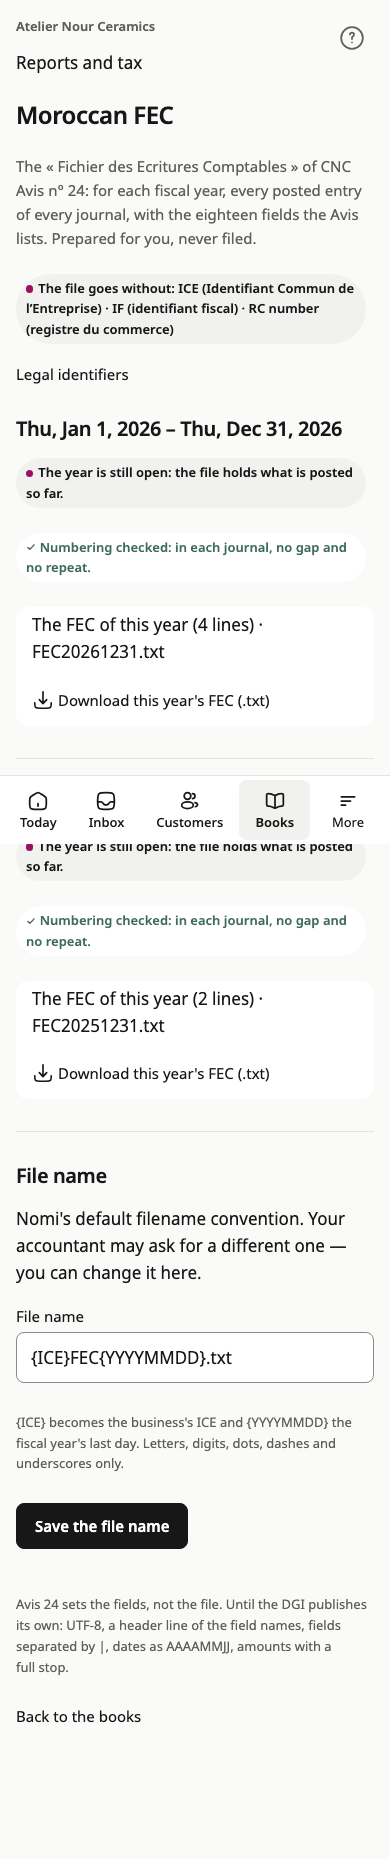 Atelier Nour Ceramics
Reports and tax
Moroccan FEC
The « Fichier des Ecritures Comptables » of CNC
Avis n° 24: for each fiscal year, every posted entry
of every journal, with the eighteen fields the Avis
lists. Prepared for you, never filed.
The file goes without: ICE (Identifiant Commun de
l’Entreprise) · IF (identifiant fiscal) · RC number
(registre du commerce)
Legal identifiers
Thu, Jan 1, 2026 – Thu, Dec 31, 2026
The year is still open: the file holds what is posted
so far.
Numbering checked: in each journal, no gap and
no repeat.
The FEC of this year (4 lines) ·
FEC20261231.txt
Download this year's FEC (.txt)
Today Inbox Customers Books More
The year is still open: the file holds what is posted
so far.
Numbering checked: in each journal, no gap and
no repeat.
The FEC of this year (2 lines) ·
FEC20251231.txt
Download this year's FEC (.txt)
File name
Nomi's default filename convention. Your
accountant may ask for a different one —
you can change it here.
File name
{ICE}FEC{YYYYMMDD}.txt
{ICE} becomes the business's ICE and {YYYYMMDD} the
fiscal year's last day. Letters, digits, dots, dashes and
underscores only.
Save the file name
Avis 24 sets the fields, not the file. Until the DGI publishes
its own: UTF-8, a header line of the field names, fields
separated by |, dates as AAAAMMJJ, amounts with a
full stop.
Back to the books